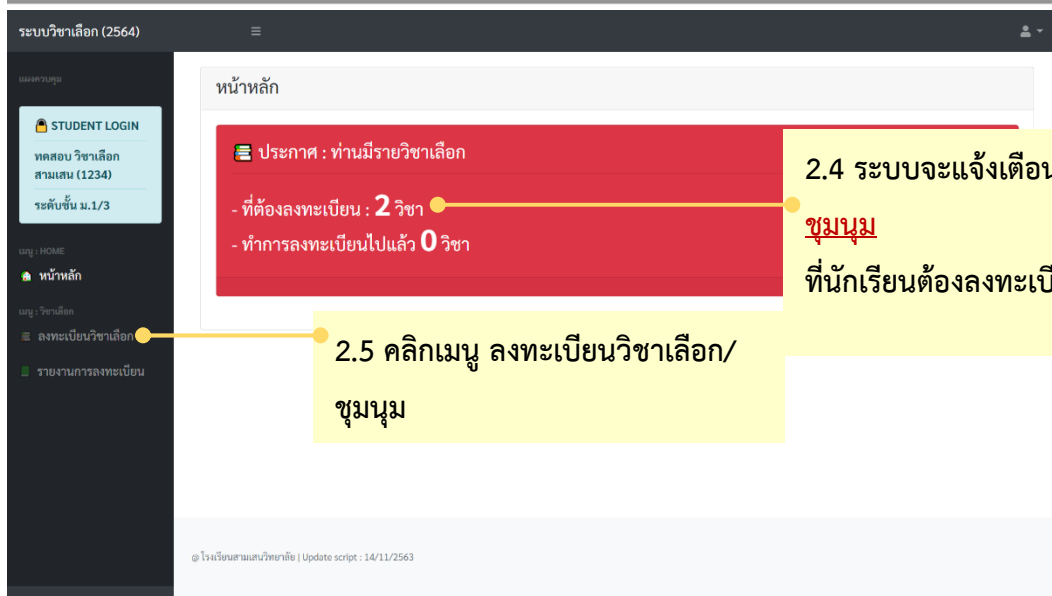 ระบบวิชาเลือก (2564)
แผงควบคุม
STUDENT LOGIN
ทดสอบ วิชาเลือก
สามเสน (1234)
ระดับชั้น ม.1/3
เมนู : HOME
หน้าหลัก
เมนู : วิชาเลือก
ลงทะเบียนวิชาเลือก
รายงานการลงทะเบียน
หน้าหลัก
ประกาศ : ท่านมีรายวิชาเลือก
- ที่ต้องลงทะเบียน : 2 วิชา
- ทำการลงทะเบียนไปแล้ว 0 วิชา
2.4 ระบบจะแจ้งเตือน
ชุมนุม
ที่นักเรียนต้องลงทะเบี
2.5 คลิกเมนู ลงทะเบียนวิชาเลือก/
ชุมนุม
@ โรงเรียนสามเสนวิทยาลัย | Update script : 14/11/2563